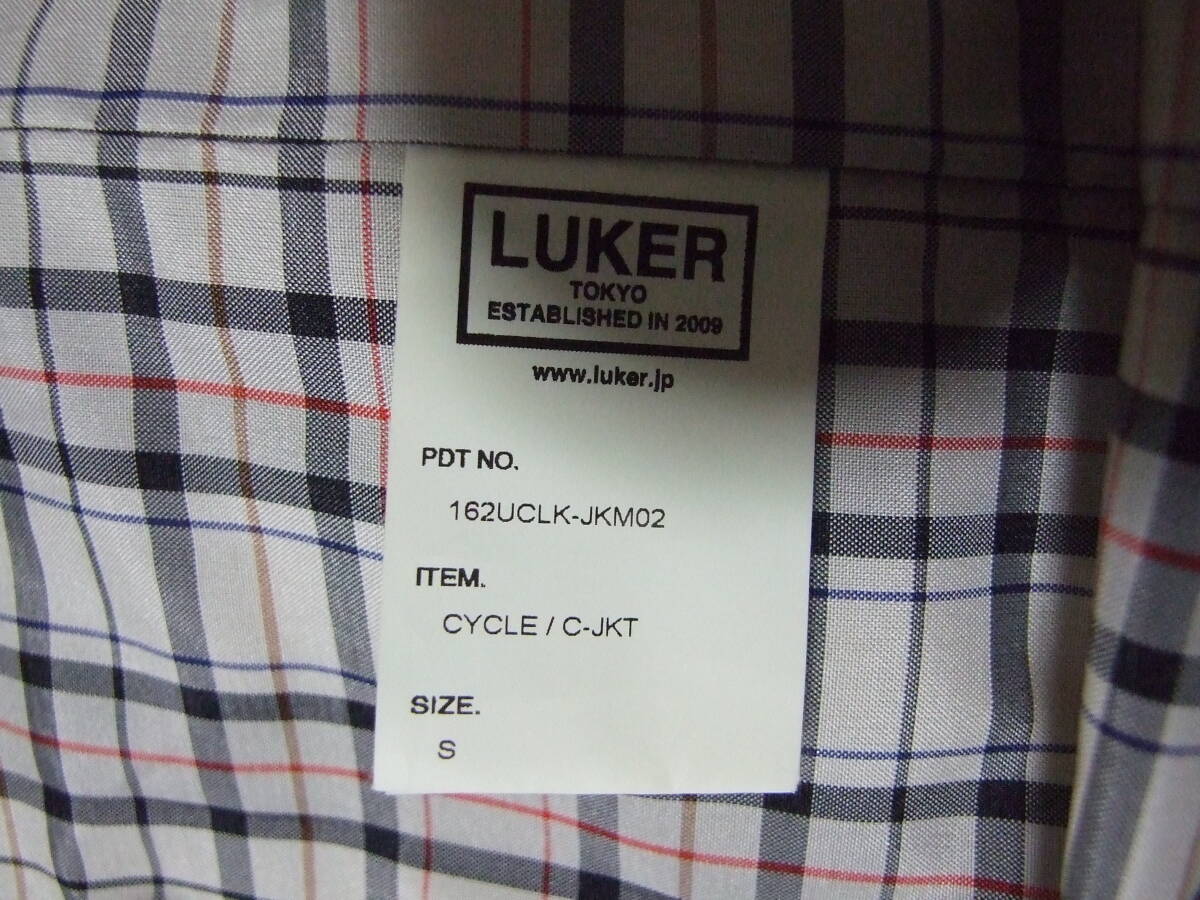 LUKER
TOKYO
ESTABLISHED IN 2009
www.luker.jp
PDT NO.
162UCLK-JKM02
ITEM.
CYCLE / C-JKT
SIZE.
S